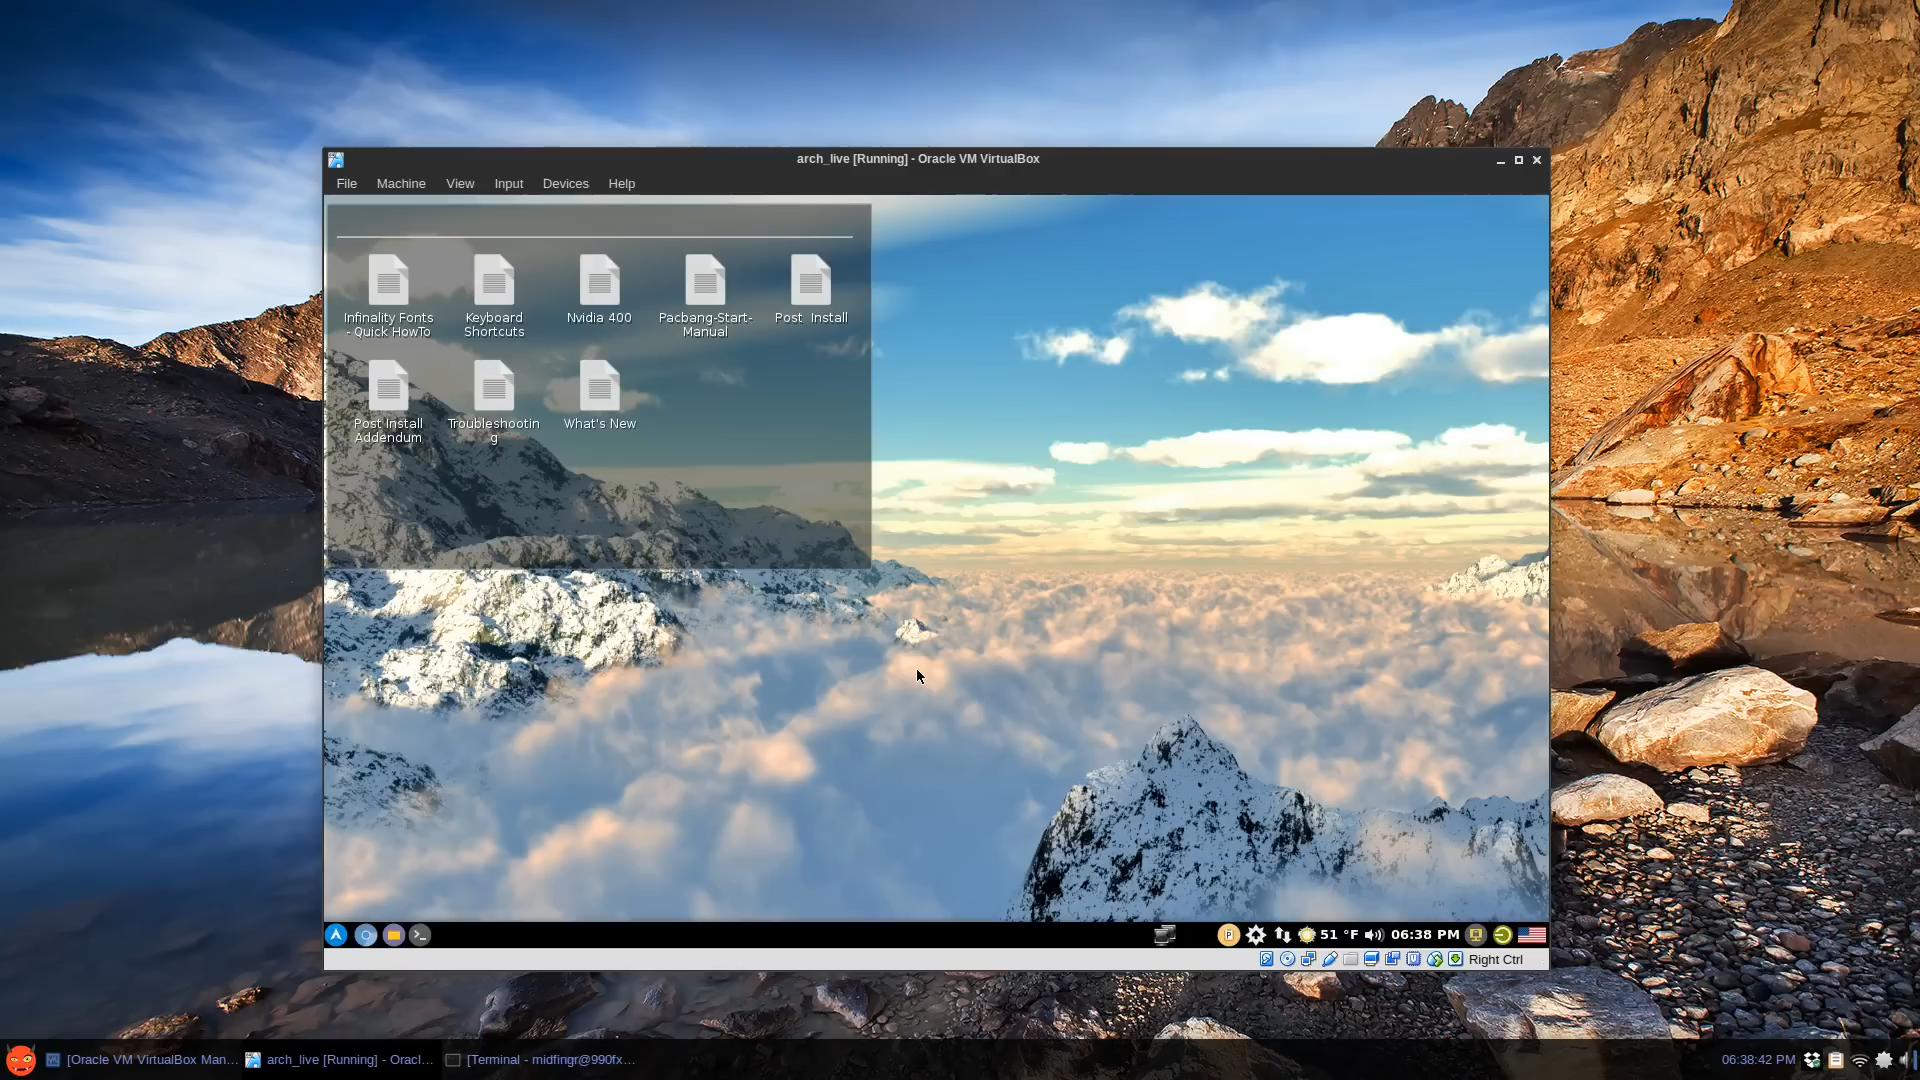 arch_live [Running] - Oracle VM VirtualBox
File Machine View Input Devices Help
Infinality Fonts
- Quick HowTo
Keyboard
Shortcuts
Nvidia 400
Pacbang-Start-
Manual
Post Install
Post Install
Addendum
Troubleshootin
g
What's New
51 °F 06:38 PM
Right Ctrl
[Oracle VM VirtualBox Man... arch_live [Running] - Oracl... [Terminal - midfingr@990fx... 06:38:42 PM